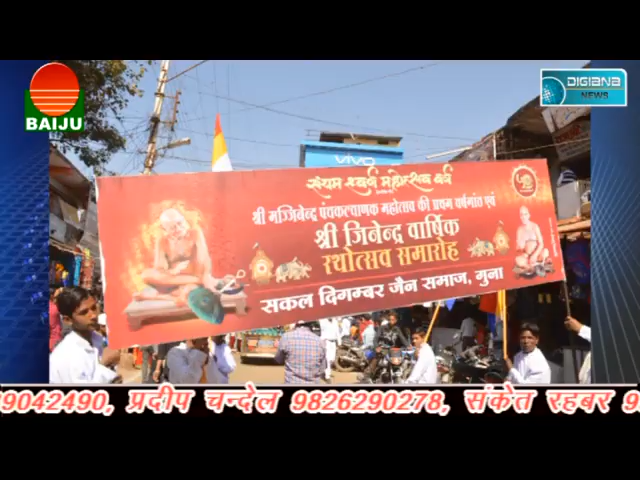 BAIJU
DIGIANA
NEWS
vivo
संयम स्वर्ण महोत्सव वर्ष
श्री मज्जिनेन्द्र पंचकल्याणक महोत्सव की प्रथम वर्षगांठ एवं
श्री जिनेन्द्र वार्षिक
रथोत्सव समारोह
सकल दिगम्बर जैन समाज, गुना
9042490, प्रदीप चन्देल 9826290278, संकेत रहबर 9